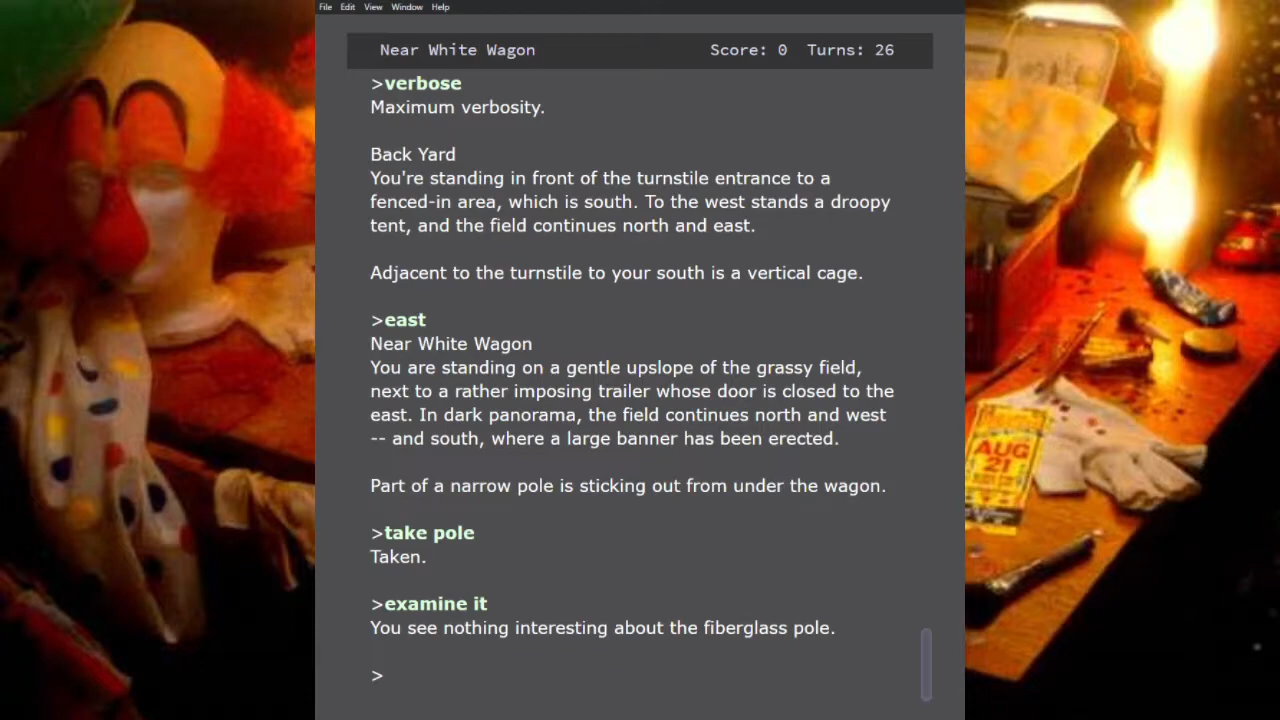 File Edit View Window Help
Near White Wagon Score: 0 Turns: 26
>verbose
Maximum verbosity.
Back Yard
You're standing in front of the turnstile entrance to a
fenced-in area, which is south. To the west stands a droopy
tent, and the field continues north and east.
Adjacent to the turnstile to your south is a vertical cage.
>east
Near White Wagon
You are standing on a gentle upslope of the grassy field,
next to a rather imposing trailer whose door is closed to the
east. In dark panorama, the field continues north and west
-- and south, where a large banner has been erected.
Part of a narrow pole is sticking out from under the wagon.
>take pole
Taken.
>examine it
You see nothing interesting about the fiberglass pole.
>
AUG
21